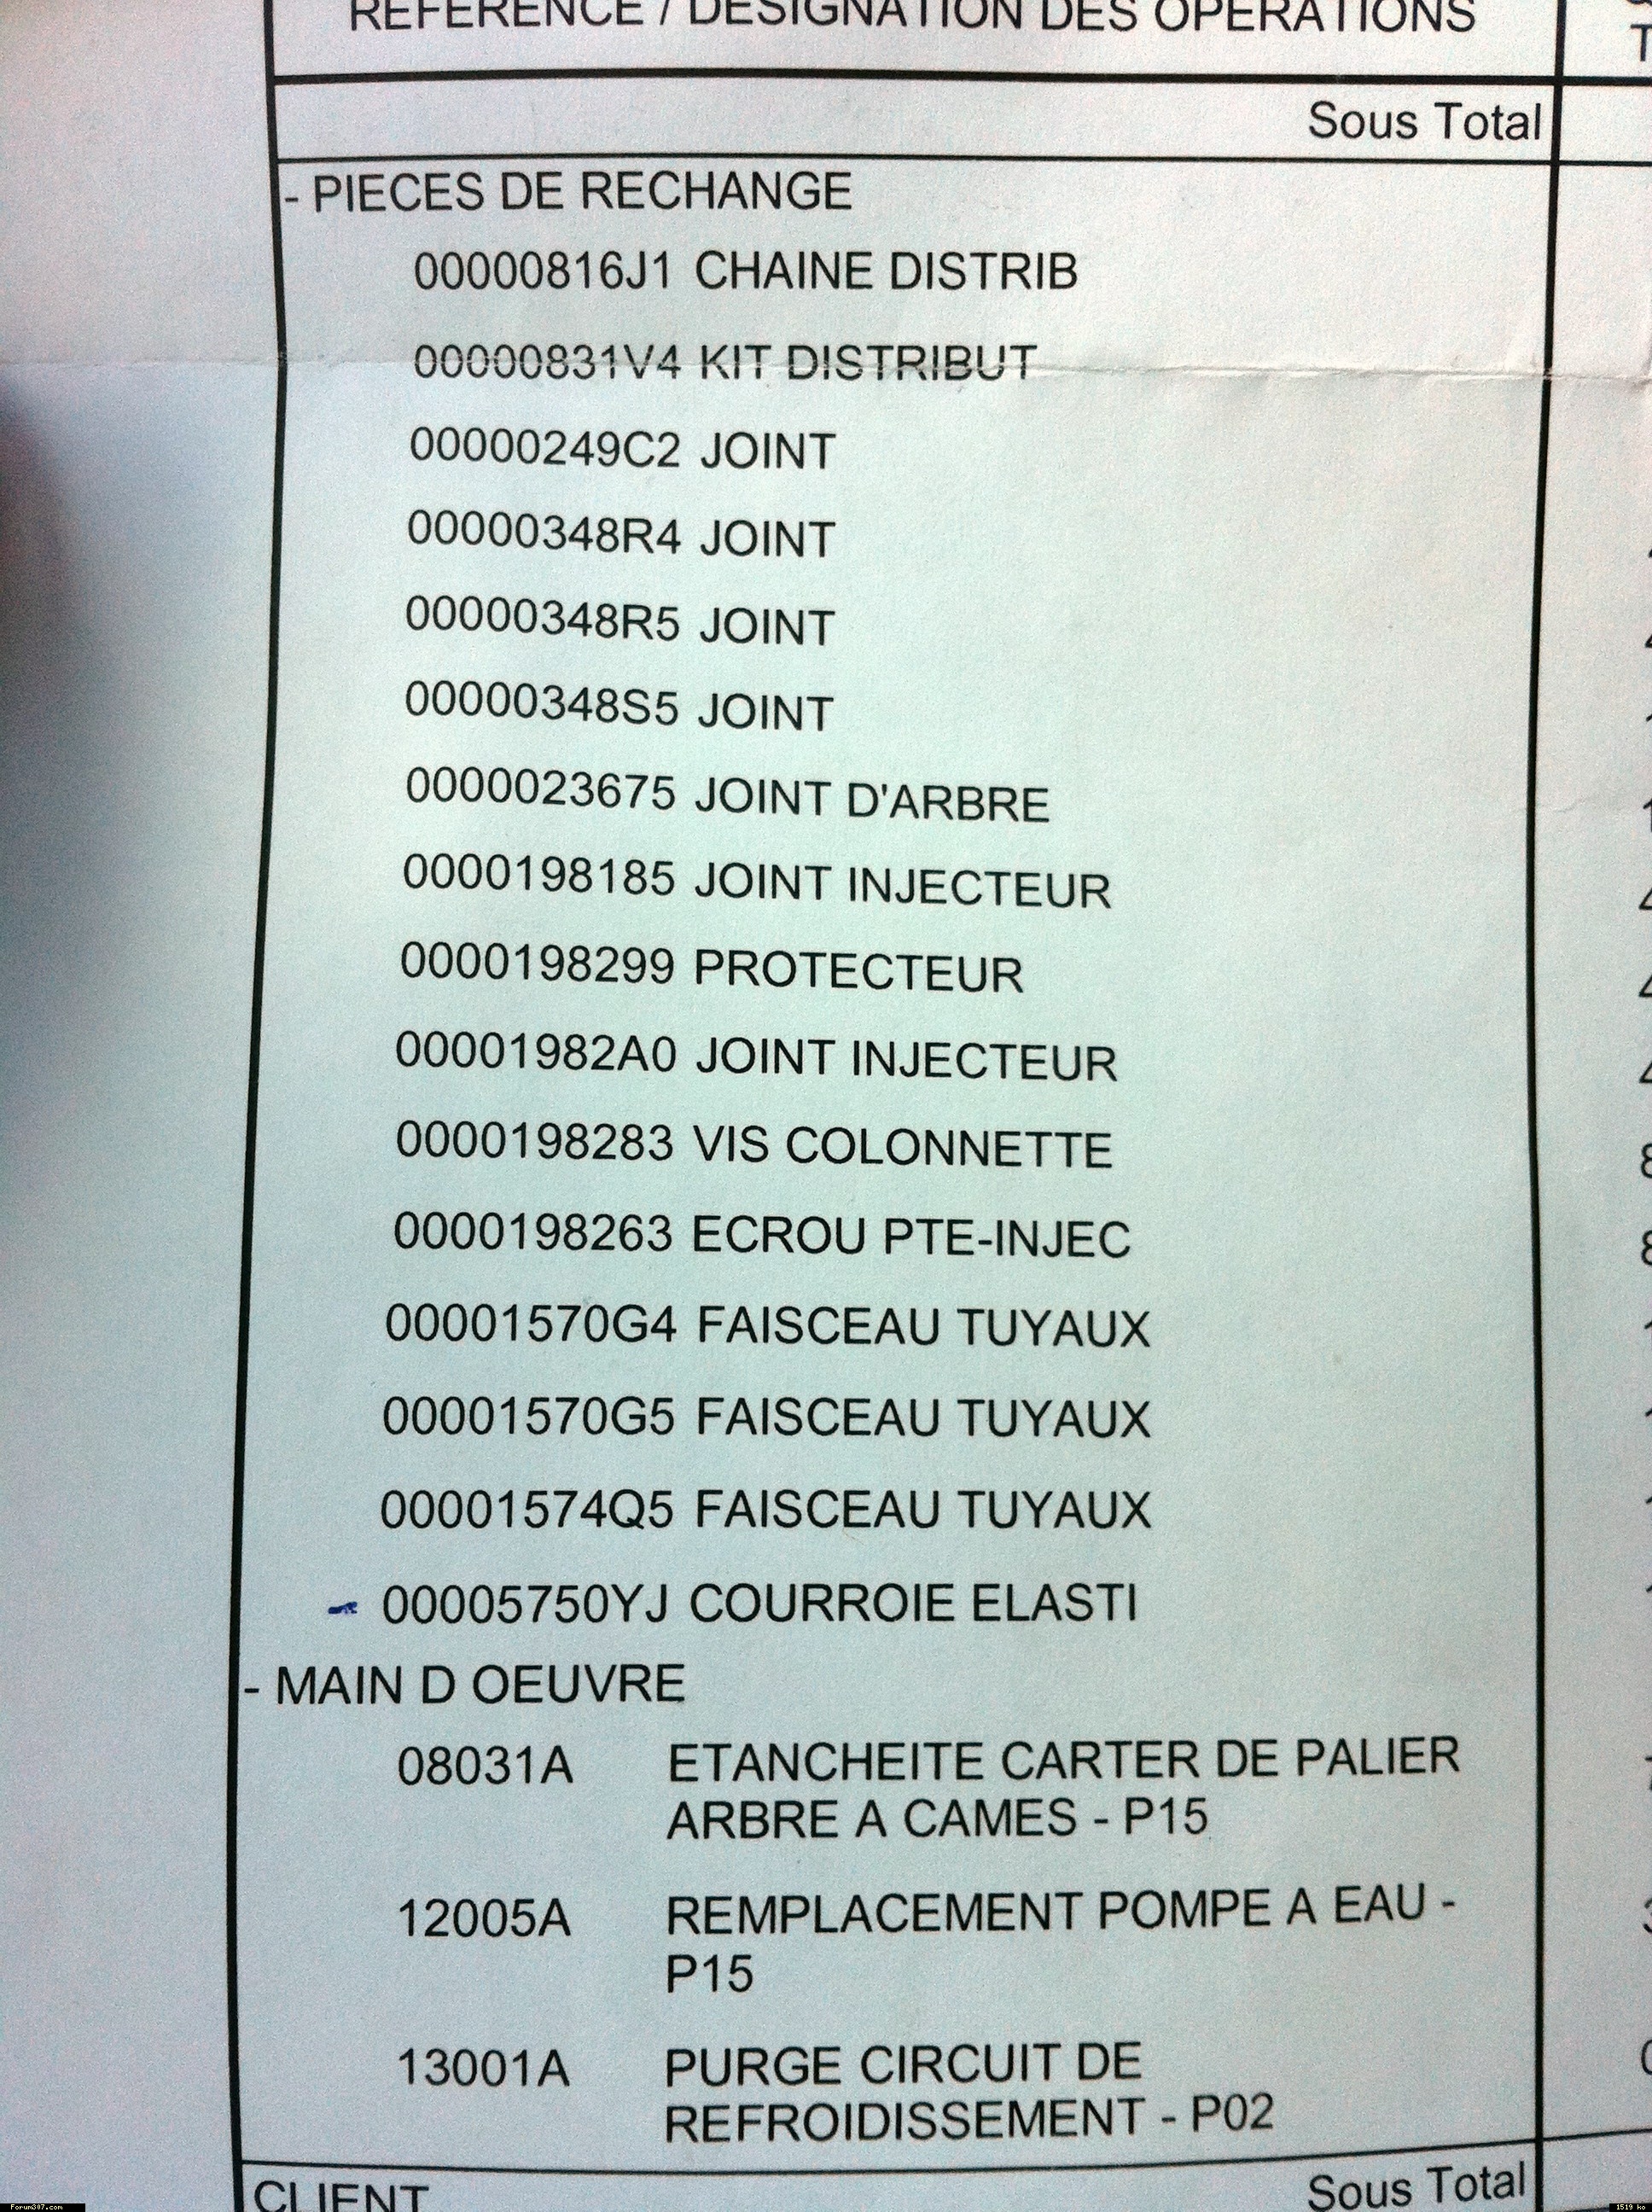 REFERENCE / DESIGNATION DES OPERATIONS
Sous Total
- PIECES DE RECHANGE
00000816J1 CHAINE DISTRIB
00000831V4 KIT DISTRIBUT
00000249C2 JOINT
00000348R4 JOINT
00000348R5 JOINT
00000348S5 JOINT
0000023675 JOINT D'ARBRE
0000198185 JOINT INJECTEUR
0000198299 PROTECTEUR
00001982A0 JOINT INJECTEUR
0000198283 VIS COLONNETTE
0000198263 ECROU PTE-INJEC
00001570G4 FAISCEAU TUYAUX
00001570G5 FAISCEAU TUYAUX
00001574Q5 FAISCEAU TUYAUX
00005750YJ COURROIE ELASTI
- MAIN D OEUVRE
08031A ETANCHEITE CARTER DE PALIER
ARBRE A CAMES - P15
12005A REMPLACEMENT POMPE A EAU -
P15
13001A PURGE CIRCUIT DE
REFROIDISSEMENT - P02
CLIENT Sous Total
Forum307.com
1519 ko